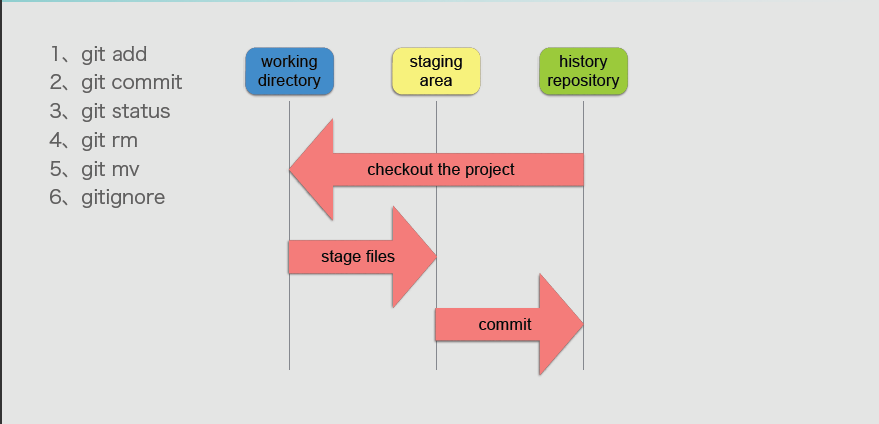 1、git add
2、git commit
3、git status
4、git rm
5、git mv
6、gitignore
working
directory
staging
area
history
repository
checkout the project
stage files
commit